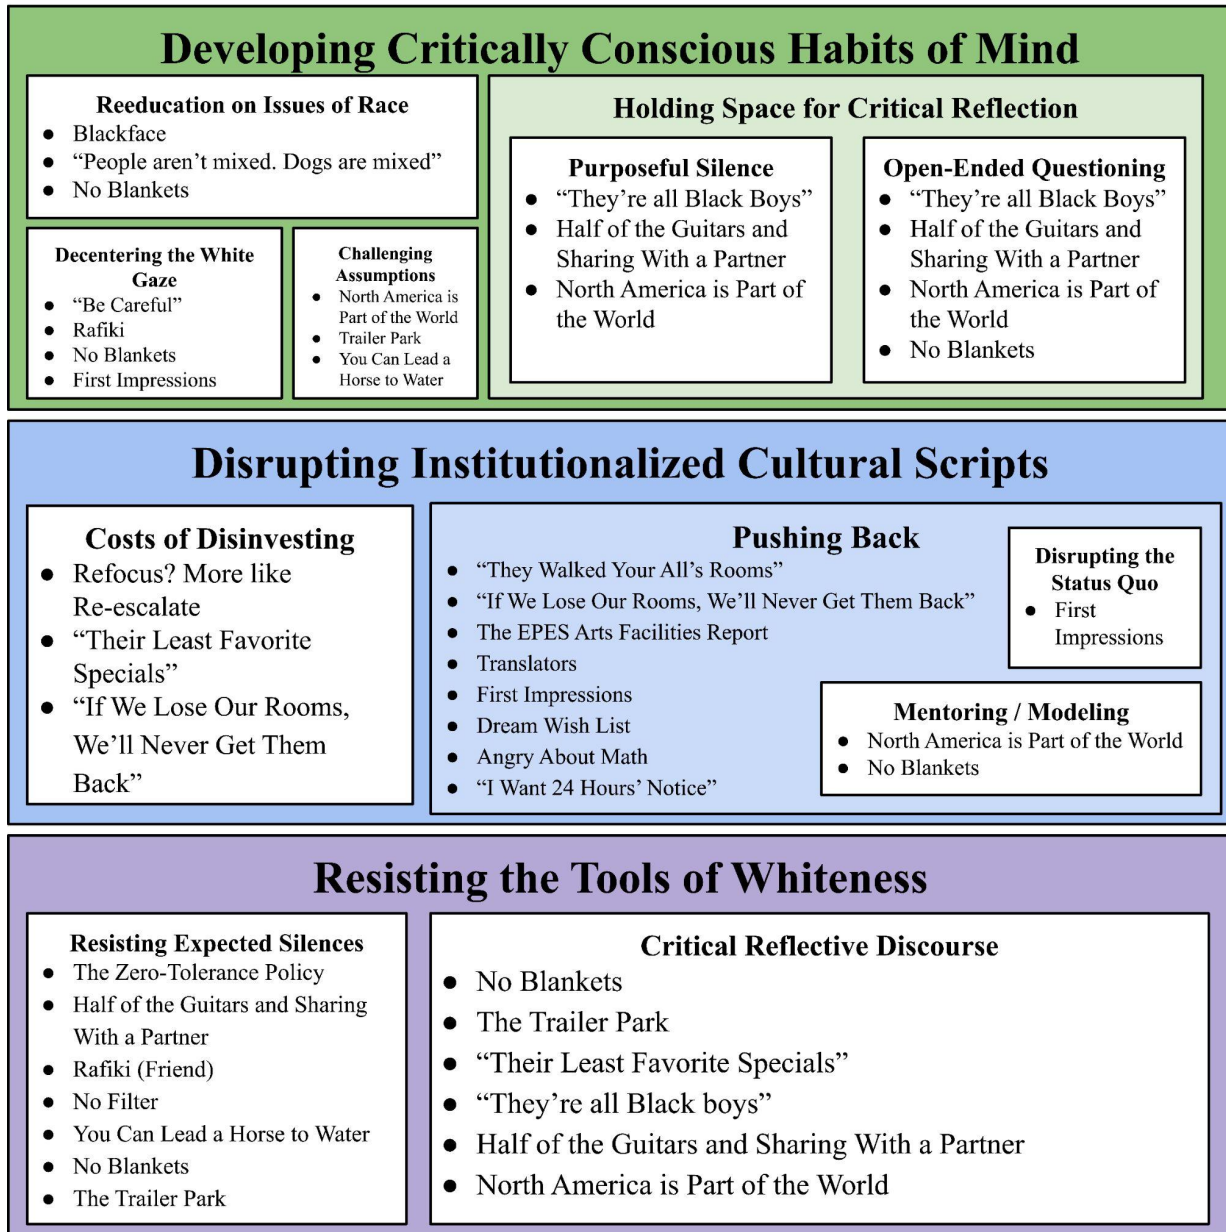 Developing Critically Conscious Habits of Mind
Reeducation on Issues of Race
● Blackface
● “People aren’t mixed. Dogs are mixed”
● No Blankets
Decentering the White
Gaze
● “Be Careful”
● Rafiki
● No Blankets
● First Impressions
Challenging
Assumptions
● North America is
Part of the World
● Trailer Park
● You Can Lead a
Horse to Water
Holding Space for Critical Reflection
Purposeful Silence
● “They’re all Black Boys”
● Half of the Guitars and
Sharing With a Partner
● North America is Part of
the World
Open-Ended Questioning
● “They’re all Black Boys”
● Half of the Guitars and
Sharing With a Partner
● North America is Part of
the World
● No Blankets
Disrupting Institutionalized Cultural Scripts
Costs of Disinvesting
● Refocus? More like
Re-escalate
● “Their Least Favorite
Specials”
● “If We Lose Our Rooms,
We’ll Never Get Them
Back”
Pushing Back
● “They Walked Your All’s Rooms”
● “If We Lose Our Rooms, We’ll Never Get Them Back”
● The EPES Arts Facilities Report
● Translators
● First Impressions
● Dream Wish List
● Angry About Math
● “I Want 24 Hours’ Notice”
Disrupting the
Status Quo
● First
Impressions
Mentoring / Modeling
● North America is Part of the World
● No Blankets
Resisting the Tools of Whiteness
Resisting Expected Silences
● The Zero-Tolerance Policy
● Half of the Guitars and Sharing
With a Partner
● Rafiki (Friend)
● No Filter
● You Can Lead a Horse to Water
● No Blankets
● The Trailer Park
Critical Reflective Discourse
● No Blankets
● The Trailer Park
● “Their Least Favorite Specials”
● “They’re all Black boys”
● Half of the Guitars and Sharing With a Partner
● North America is Part of the World